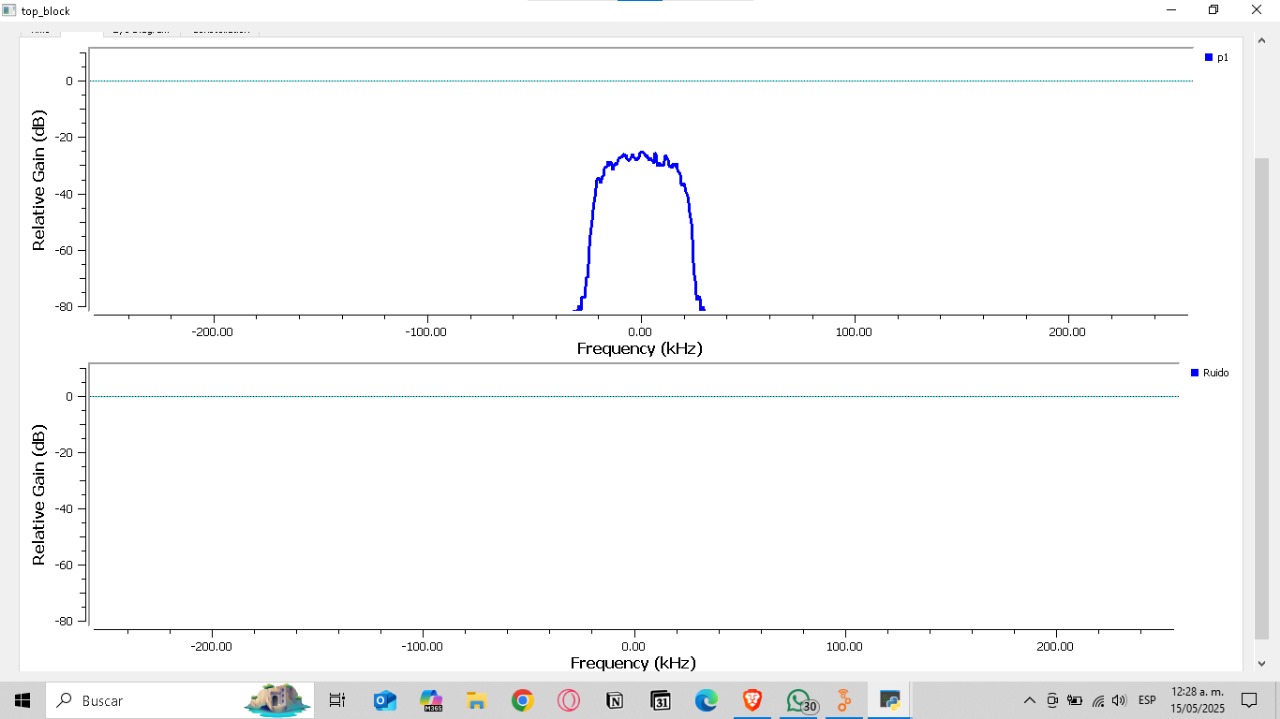 top_block
Relative Gain (dB)
0
-20
-40
-60
-80
p1
-200.00 -100.00 0.00 100.00 200.00
Frequency (kHz)
Relative Gain (dB)
0
-20
-40
-60
-80
Ruido
-200.00 -100.00 0.00 100.00 200.00
Frequency (kHz)
Buscar
M365
31
30
ESP
12:28 a. m.
15/05/2025